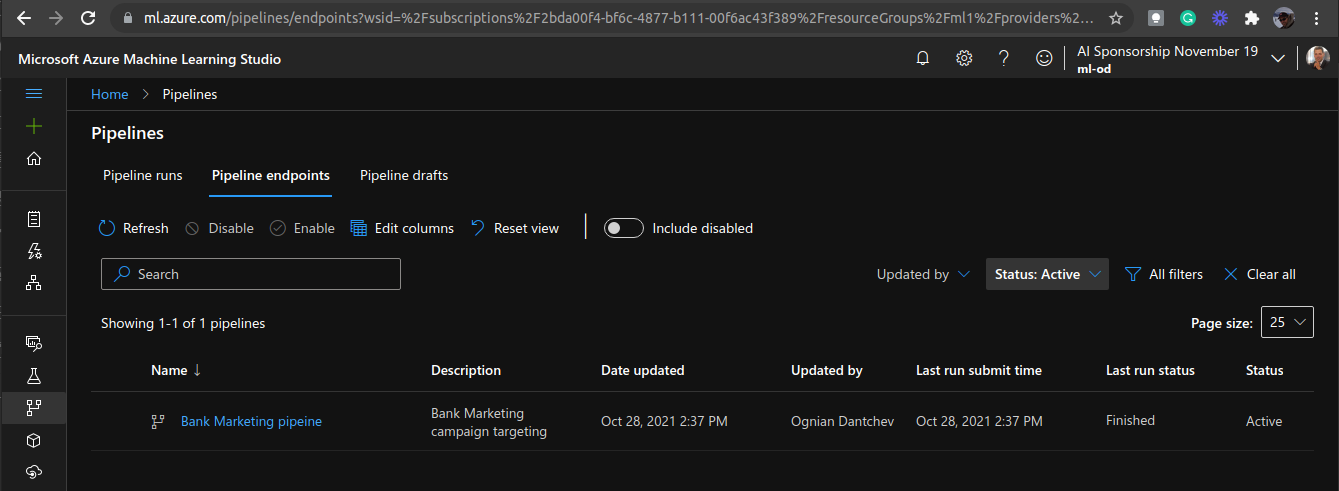 ml.azure.com/pipelines/endpoints?wsid=%2Fsubscriptions%2F2bda00f4-bf6c-4877-b111-00f6ac43f389%2FresourceGroups%2Fml1%2Fproviders%2...
Microsoft Azure Machine Learning Studio
AI Sponsorship November 19
ml-od
Home > Pipelines
Pipelines
Pipeline runs Pipeline endpoints Pipeline drafts
Refresh Disable Enable Edit columns Reset view Include disabled
Search Updated by Status: Active All filters Clear all
Showing 1-1 of 1 pipelines Page size: 25
Name ↓ Description Date updated Updated by Last run submit time Last run status Status
Bank Marketing pipeine Bank Marketing Oct 28, 2021 2:37 PM Ognian Dantchev Oct 28, 2021 2:37 PM Finished Active
campaign targeting